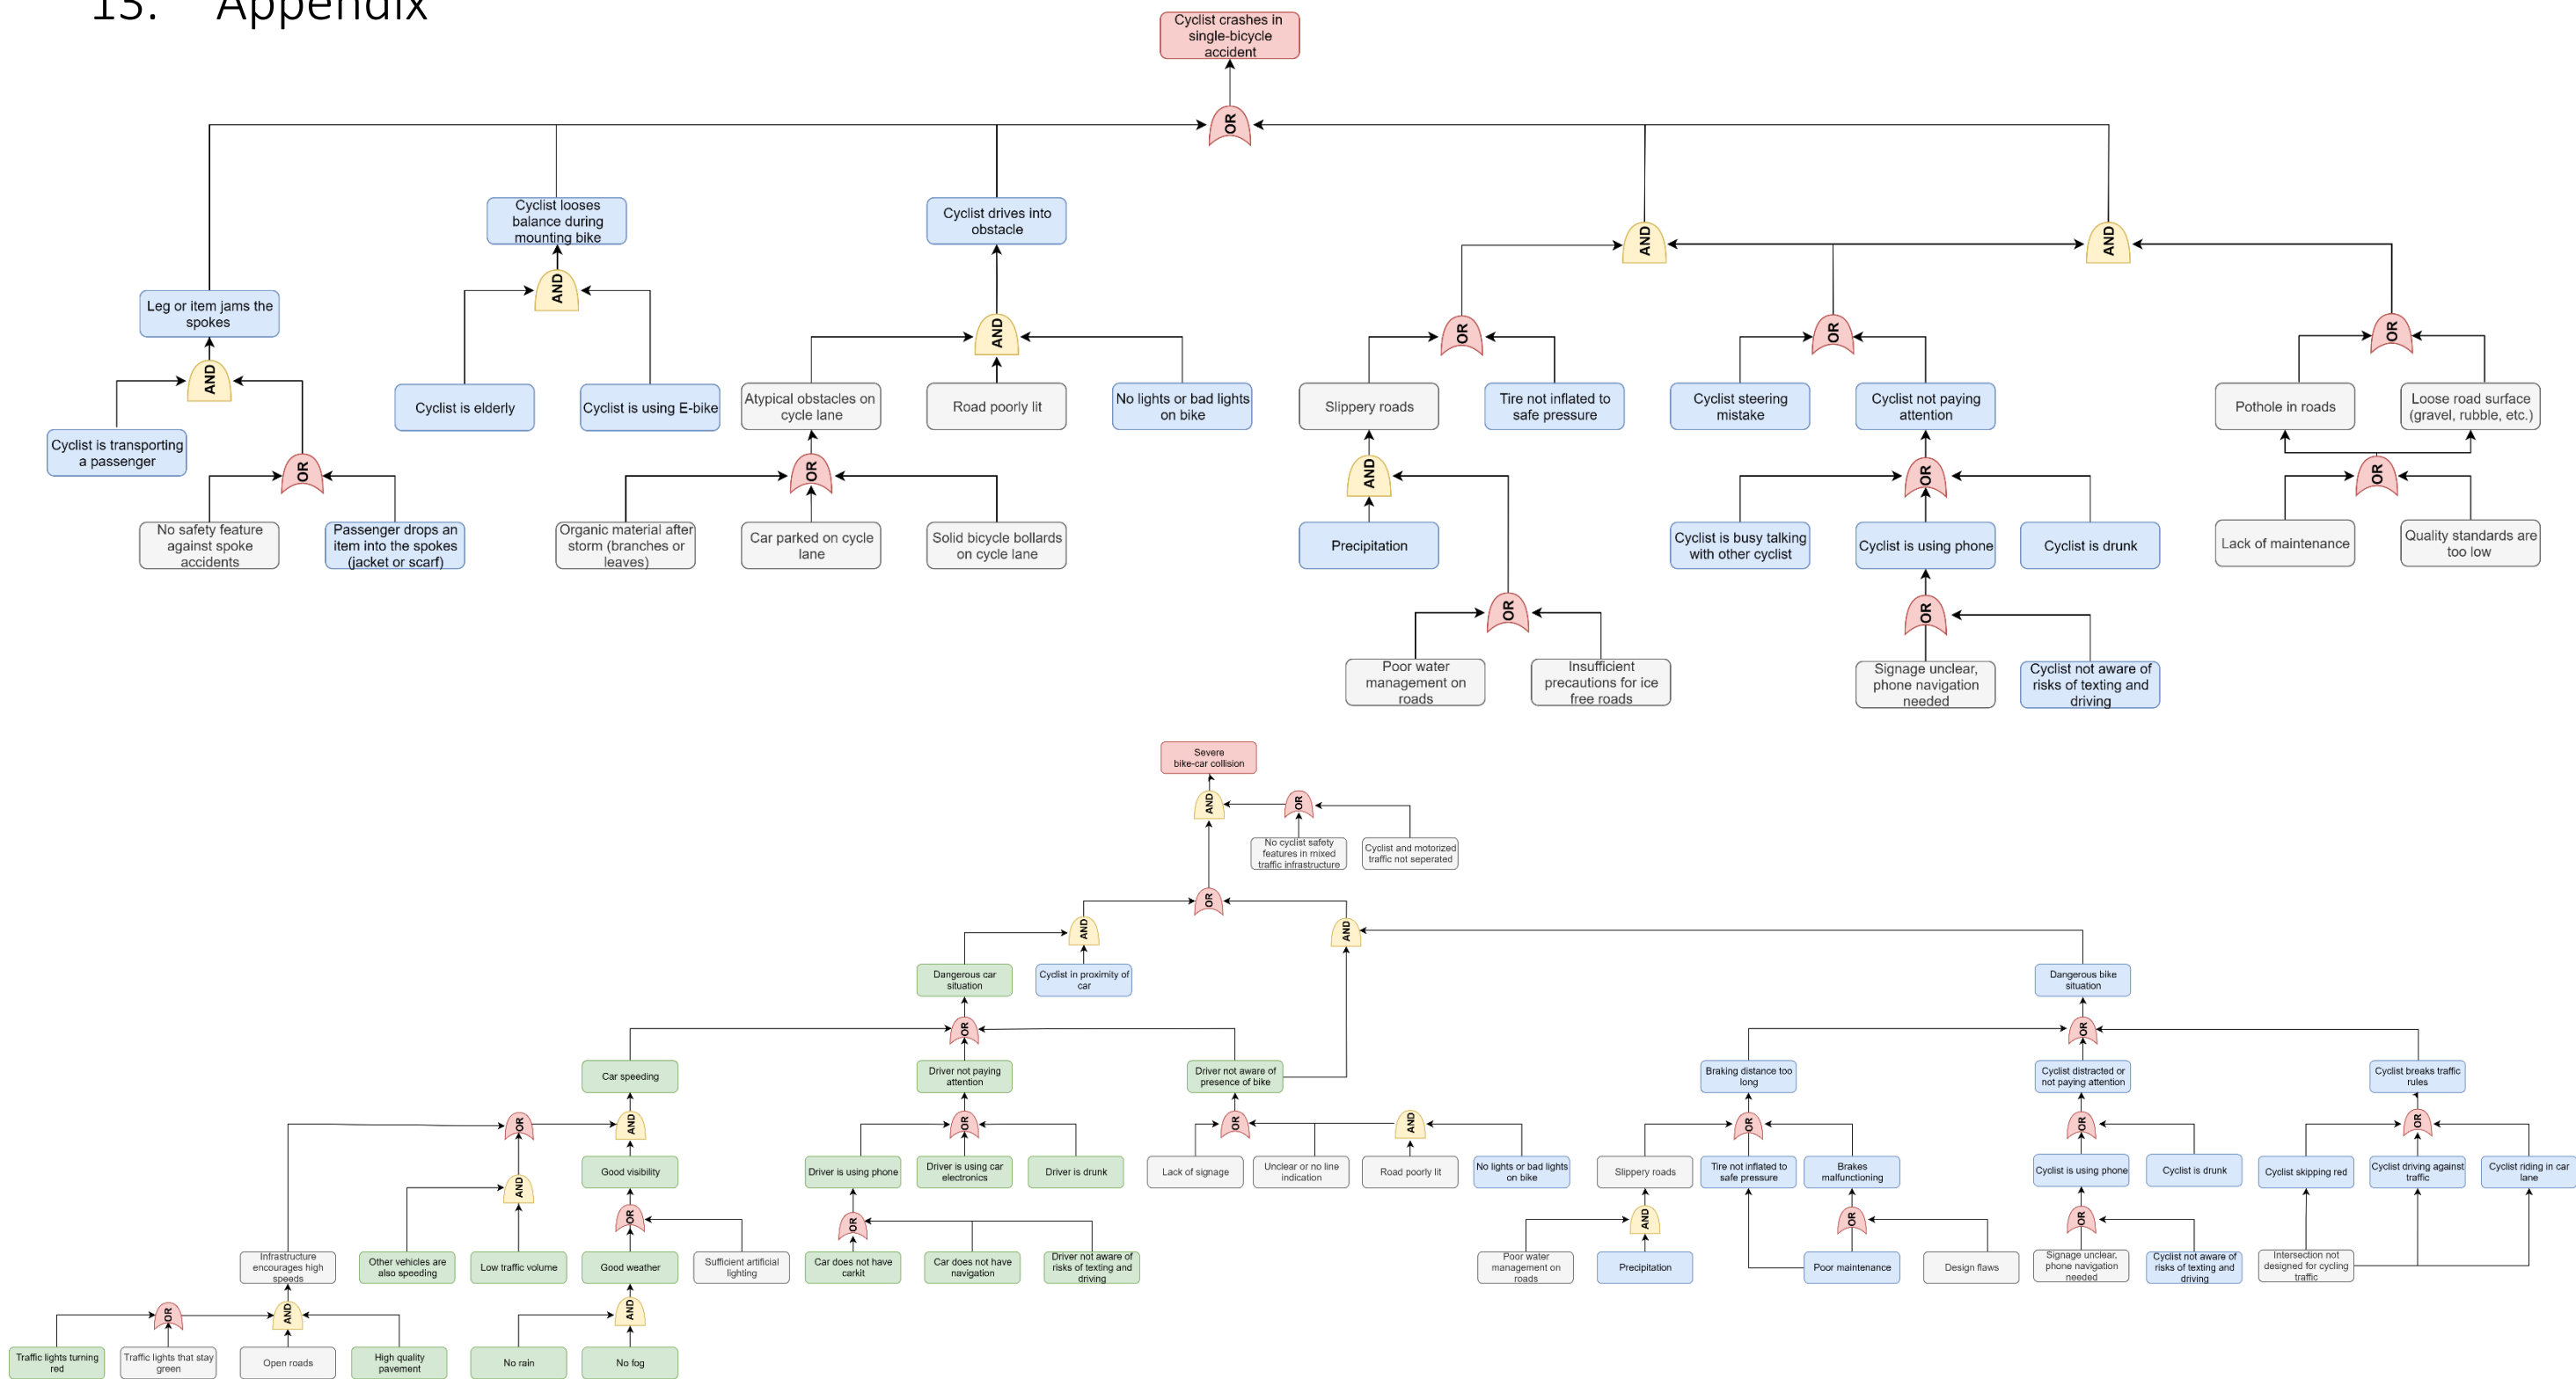 13. Appendix
Cyclist crashes in
single-bicycle
accident
OR
Cyclist looses
balance during
mounting bike
Cyclist drives into
obstacle
AND
AND
Leg or item jams the
spokes
AND
AND
OR
OR
OR
AND
Cyclist is elderly
Cyclist is using E-bike
Atypical obstacles on
cycle lane
Road poorly lit
No lights or bad lights
on bike
Slippery roads
Tire not inflated to
safe pressure
Cyclist steering
mistake
Cyclist not paying
attention
Pothole in roads
Loose road surface
(gravel, rubble, etc.)
Cyclist is transporting
a passenger
OR
OR
AND
OR
OR
No safety feature
against spoke
accidents
Passenger drops an
item into the spokes
(jacket or scarf)
Organic material after
storm (branches or
leaves)
Car parked on cycle
lane
Solid bicycle bollards
on cycle lane
Precipitation
Cyclist is busy talking
with other cyclist
Cyclist is using phone
Cyclist is drunk
Lack of maintenance
Quality standards are
too low
OR
OR
Poor water
management on
roads
Insufficient
precautions for ice
free roads
Signage unclear,
phone navigation
needed
Cyclist not aware of
risks of texting and
driving
Severe
bike-car collision
AND
OR
No cyclist safety
features in mixed
traffic infrastructure
Cyclist and motorized
traffic not seperated
OR
AND
AND
Dangerous car
situation
Cyclist in proximity of
car
Dangerous bike
situation
OR
OR
Car speeding
Driver not paying
attention
Driver not aware of
presence of bike
Braking distance too
long
Cyclist distracted or
not paying attention
Cyclist breaks traffic
rules
OR
AND
OR
OR
AND
OR
OR
OR
Good visibility
Driver is using phone
Driver is using car
electronics
Driver is drunk
Lack of signage
Unclear or no line
indication
Road poorly lit
No lights or bad lights
on bike
Slippery roads
Tire not inflated to
safe pressure
Brakes
malfunctioning
Cyclist is using phone
Cyclist is drunk
Cyclist skipping red
Cyclist driving against
traffic
Cyclist riding in car
lane
AND
OR
OR
AND
OR
OR
Infrastructure
encourages high
speeds
Other vehicles are
also speeding
Low traffic volume
Good weather
Sufficient artificial
lighting
Car does not have
carkit
Car does not have
navigation
Driver not aware of
risks of texting and
driving
Poor water
management on
roads
Precipitation
Poor maintenance
Design flaws
Signage unclear,
phone navigation
needed
Cyclist not aware of
risks of texting and
driving
Intersection not
designed for cycling
traffic
OR
AND
AND
Traffic lights turning
red
Traffic lights that stay
green
Open roads
High quality
pavement
No rain
No fog